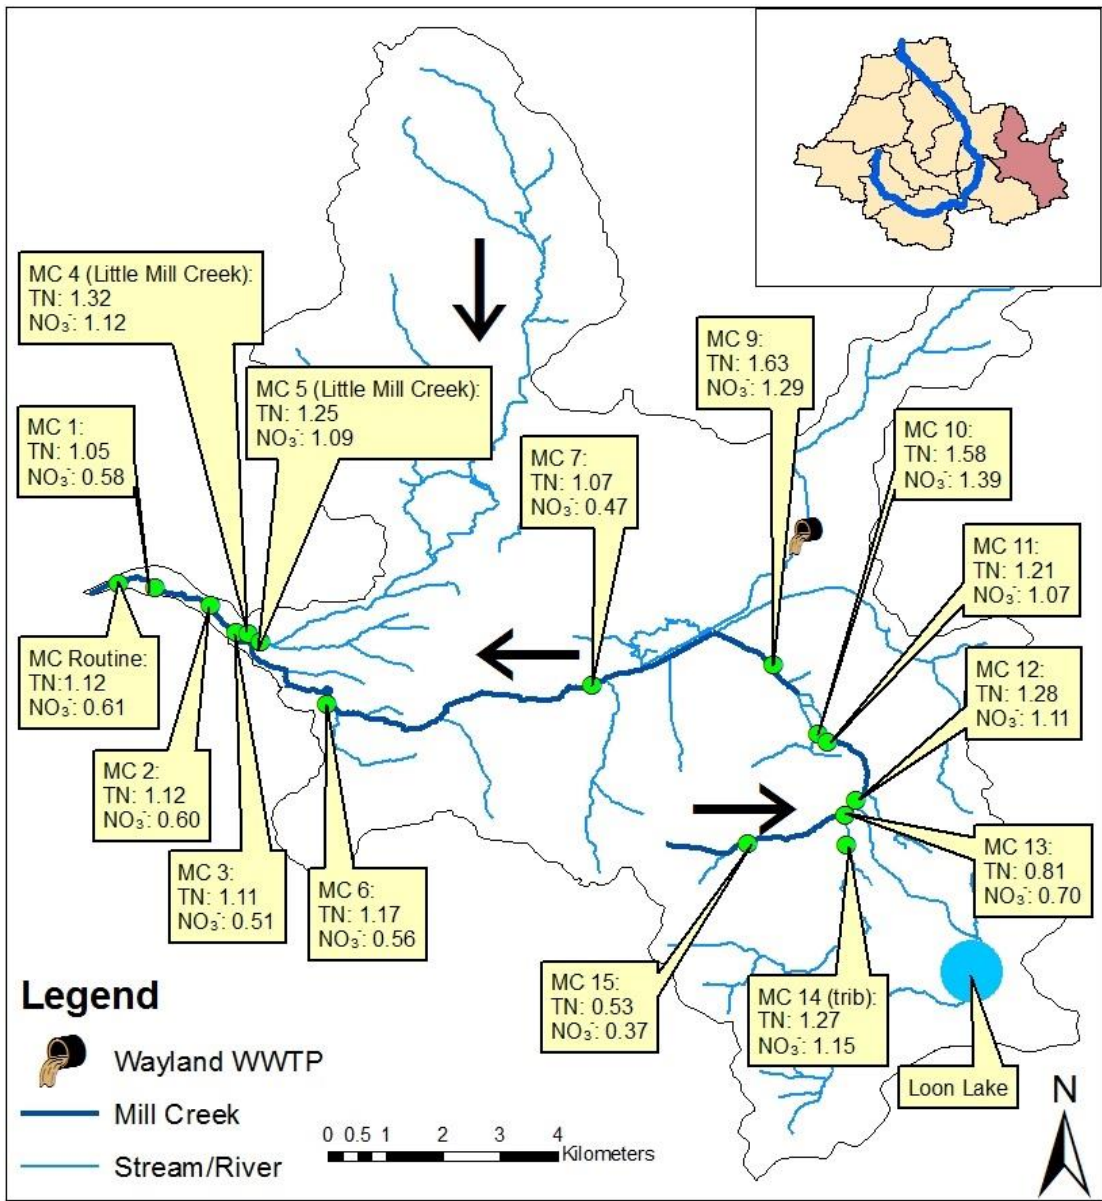 MC 4 (Little Mill Creek):
TN: 1.32
NO₃⁻: 1.12
MC 5 (Little Mill Creek):
TN: 1.25
NO₃⁻: 1.09
MC 9:
TN: 1.63
NO₃⁻: 1.29
MC 1:
TN: 1.05
NO₃⁻: 0.58
MC 7:
TN: 1.07
NO₃⁻: 0.47
MC 10:
TN: 1.58
NO₃⁻: 1.39
MC 11:
TN: 1.21
NO₃⁻: 1.07
MC Routine:
TN:1.12
NO₃⁻: 0.61
MC 12:
TN: 1.28
NO₃⁻: 1.11
MC 2:
TN: 1.12
NO₃⁻: 0.60
MC 3:
TN: 1.11
NO₃⁻: 0.51
MC 6:
TN: 1.17
NO₃⁻: 0.56
MC 13:
TN: 0.81
NO₃⁻: 0.70
MC 15:
TN: 0.53
NO₃⁻: 0.37
MC 14 (trib):
TN: 1.27
NO₃⁻: 1.15
Loon Lake
Legend
Wayland WWTP
Mill Creek
Stream/River
0 0.5 1 2 3 4
Kilometers
N